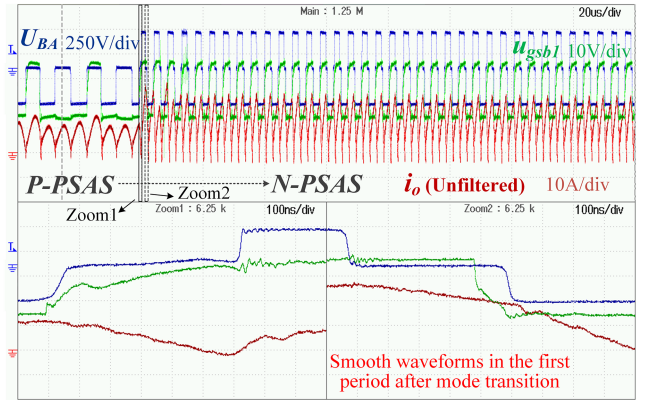 Main : 1.25 M
20us/div
U_BA 250V/div
u_gsb1 10V/div
P-PSAS
N-PSAS
i_o (Unfiltered)
10A/div
Zoom2
Zoom1
Zoom1 : 6.25 k
100ns/div
Zoom2 : 6.25 k
100ns/div
Smooth waveforms in the first
period after mode transition